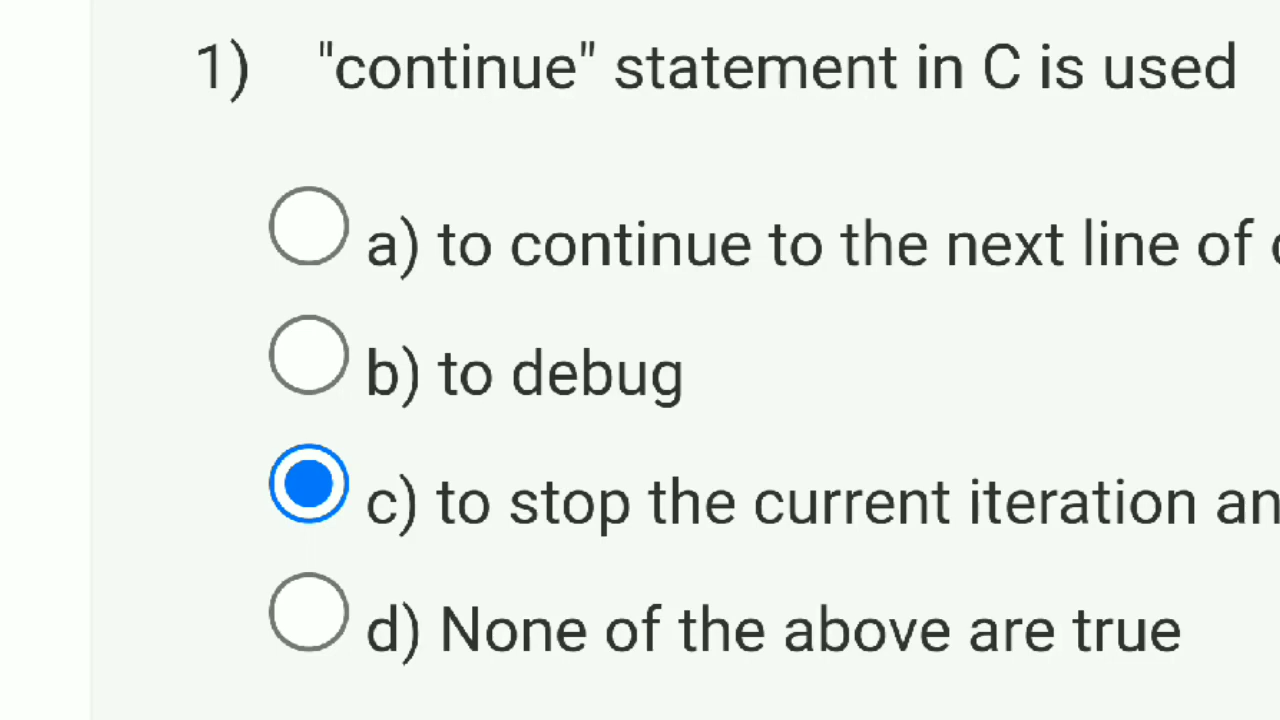 1) "continue" statement in C is used
a) to continue to the next line of
b) to debug
c) to stop the current iteration
d) None of the above are true